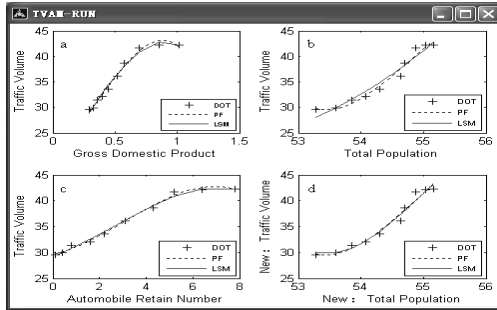 TVAM-RUN
a
b
45
40
35
30
25
Traffic Volume
DOT
PF
LSM
0
0.5
1
1.5
Gross Domestic Product
45
40
35
30
25
Traffic Volume
DOT
PF
LSM
53
54
55
56
Total Population
c
d
45
40
35
30
25
Traffic Volume
DOT
PF
LSM
0
2
4
6
8
Automobile Retain Number
45
40
35
30
25
New: Traffic Volume
DOT
PF
LSM
53
54
55
56
New: Total Population